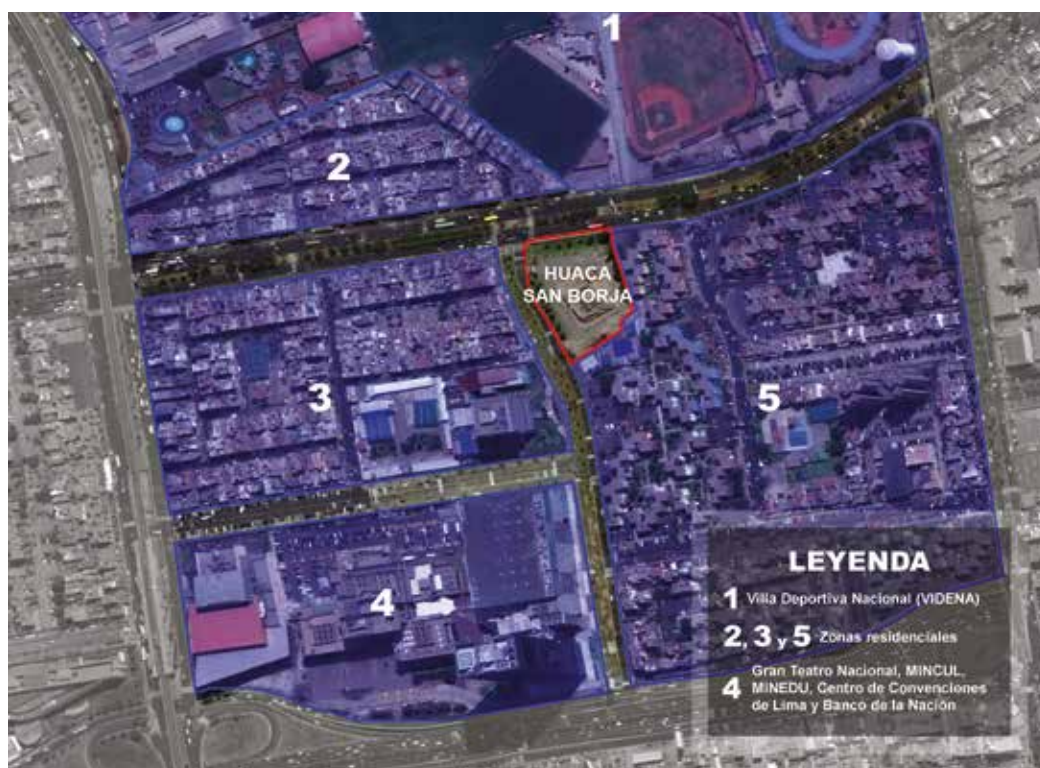 1
2
HUACA
SAN BORJA
3
5
4
LEYENDA
1 Villa Deportiva Nacional (VIDENA)
2, 3 y 5 Zonas residenciales
4 Gran Teatro Nacional, MINCUL,
MINEDU, Centro de Convenciones
de Lima y Banco de la Nación